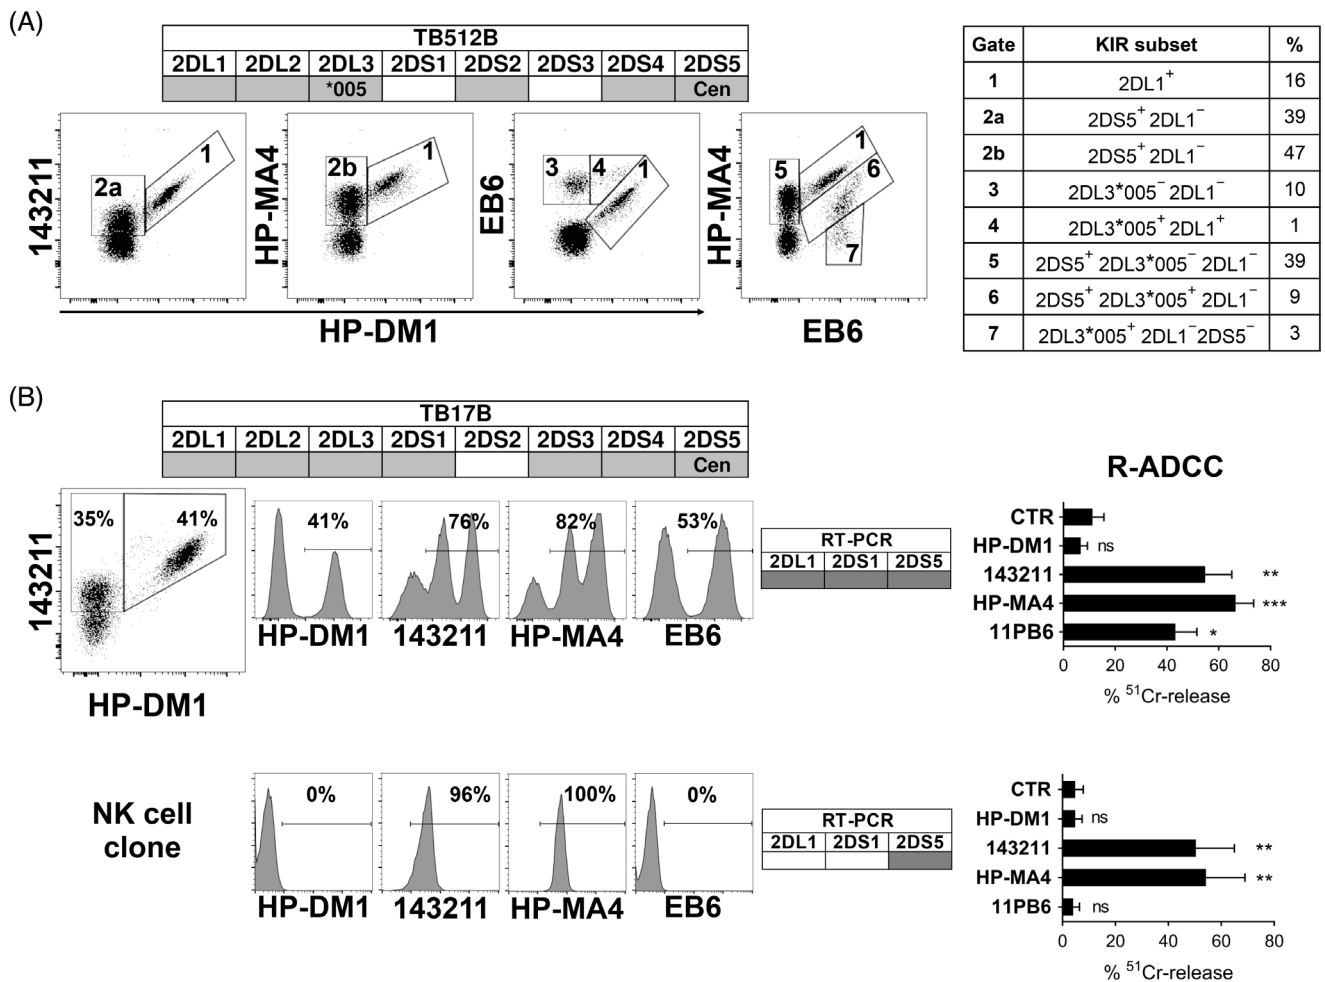 (A)
TB512B
2DL1 2DL2 2DL3 2DS1 2DS2 2DS3 2DS4 2DS5
*005 Cen
143211
2a
1
HP-MA4
2b
1
EB6
3
4
1
HP-MA4
5
1
6
7
HP-DM1
EB6
Gate KIR subset %
1 2DL1+ 16
2a 2DS5+ 2DL1− 39
2b 2DS5+ 2DL1− 47
3 2DL3*005− 2DL1− 10
4 2DL3*005+ 2DL1+ 1
5 2DS5+ 2DL3*005− 2DL1− 39
6 2DS5+ 2DL3*005+ 2DL1− 9
7 2DL3*005+ 2DL1− 2DS5− 3
(B)
TB17B
2DL1 2DL2 2DL3 2DS1 2DS2 2DS3 2DS4 2DS5
Cen
143211
35% 41%
HP-DM1
41%
HP-DM1
76%
143211
82%
HP-MA4
53%
EB6
RT-PCR
2DL1 2DS1 2DS5
R-ADCC
CTR
HP-DM1 ns
143211 **
HP-MA4 ***
11PB6 *
0 20 40 60 80
% 51Cr-release
NK cell
clone
0%
HP-DM1
96%
143211
100%
HP-MA4
0%
EB6
RT-PCR
2DL1 2DS1 2DS5
CTR
HP-DM1 ns
143211 **
HP-MA4 **
11PB6 ns
0 20 40 60 80
% 51Cr-release